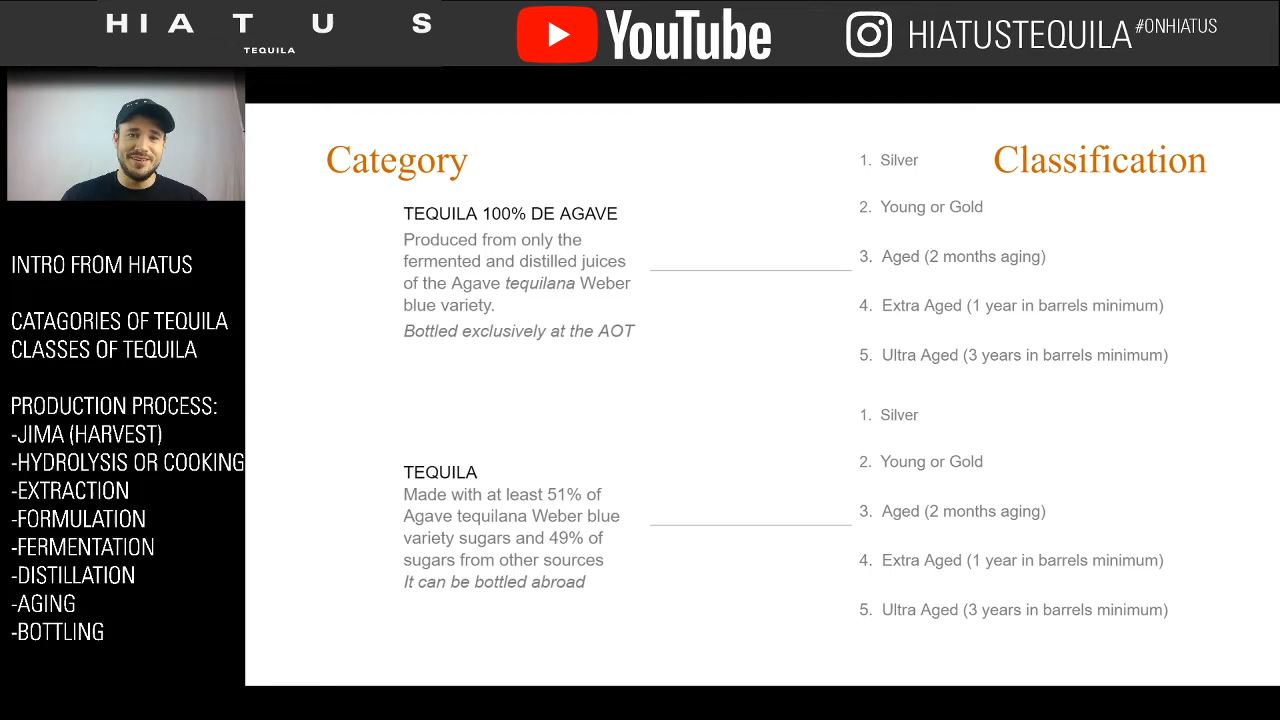 HIATUS
TEQUILA
YouTube
HIATUSTEQUILA #ONHIATUS
INTRO FROM HIATUS
CATAGORIES OF TEQUILA
CLASSES OF TEQUILA
PRODUCTION PROCESS:
-JIMA (HARVEST)
-HYDROLYSIS OR COOKING
-EXTRACTION
-FORMULATION
-FERMENTATION
-DISTILLATION
-AGING
-BOTTLING
Category
TEQUILA 100% DE AGAVE
Produced from only the
fermented and distilled juices
of the Agave tequilana Weber
blue variety.
Bottled exclusively at the AOT
TEQUILA
Made with at least 51% of
Agave tequilana Weber blue
variety sugars and 49% of
sugars from other sources
It can be bottled abroad
Classification
1. Silver
2. Young or Gold
3. Aged (2 months aging)
4. Extra Aged (1 year in barrels minimum)
5. Ultra Aged (3 years in barrels minimum)
1. Silver
2. Young or Gold
3. Aged (2 months aging)
4. Extra Aged (1 year in barrels minimum)
5. Ultra Aged (3 years in barrels minimum)